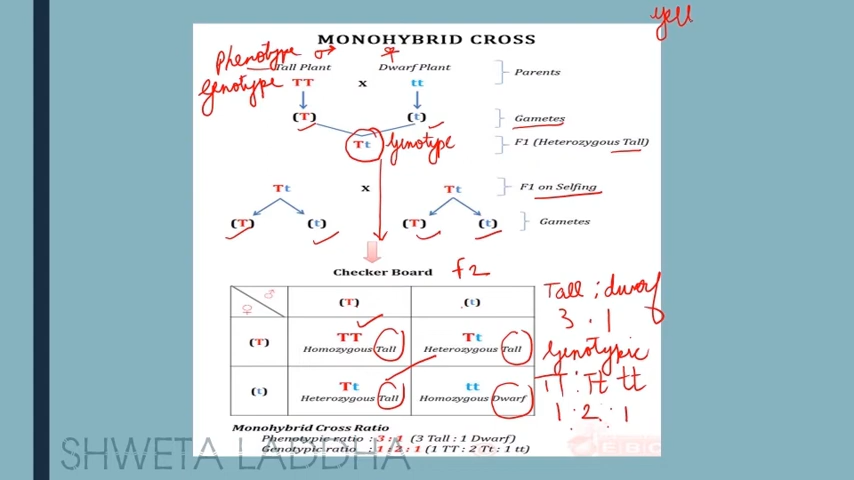 yell
MONOHYBRID CROSS
Phenotype ♂ ♀
Tall Plant Dwarf Plant
Parents
Genotype TT x tt
(T) (t) Gametes
Tt Genotype F1 (Heterozygous Tall)
Tt x Tt F1 on Selfing
(T) (t) (T) (t) Gametes
Checker Board F2
♂ ♀ (T) (t)
Tall : dwarf
3 . 1
(T) TT Tt
Homozygous Tall Heterozygous Tall
Genotypic
TT : Tt tt
(t) Tt tt
Heterozygous Tall Homozygous Dwarf
1 : 2 : 1
Monohybrid Cross Ratio
Phenotypic ratio : 3 : 1 (3 Tall : 1 Dwarf)
Genotypic ratio : 1 : 2 : 1 (1 TT : 2 Tt : 1 tt)
SHWETA LADDHA